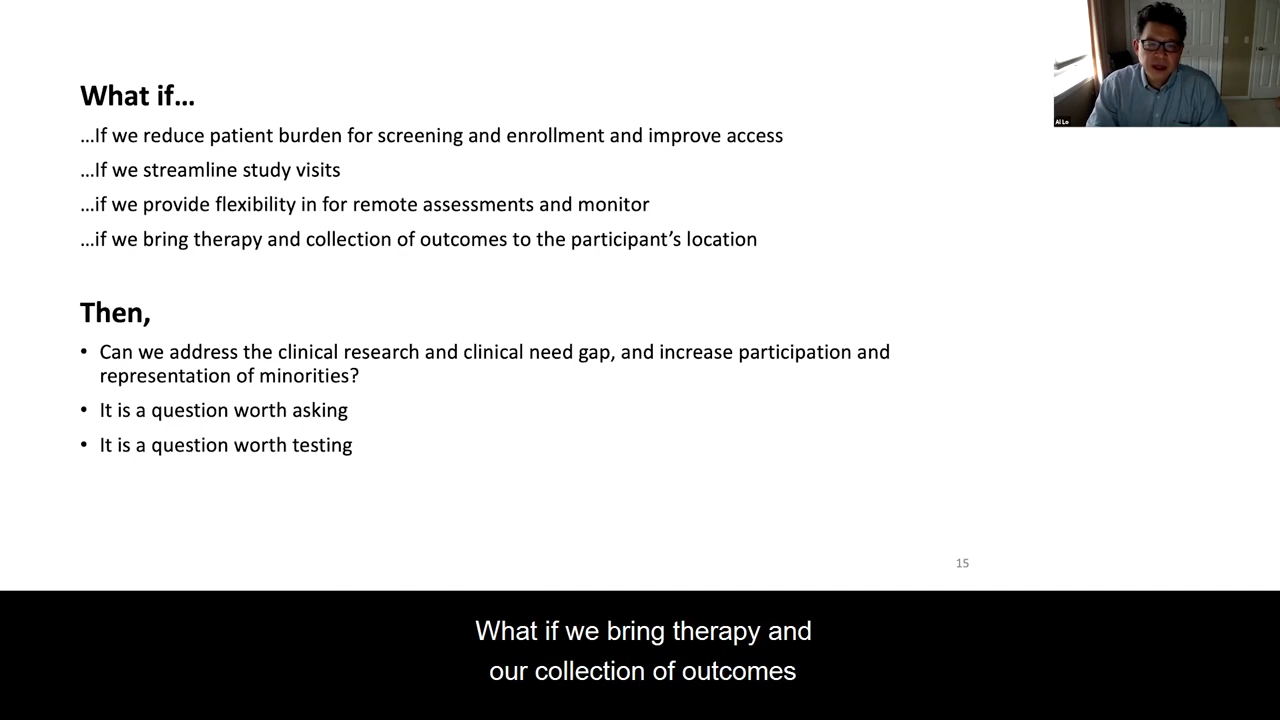 What if...
...If we reduce patient burden for screening and enrollment and improve access
...If we streamline study visits
...if we provide flexibility in for remote assessments and monitor
...if we bring therapy and collection of outcomes to the participant's location
Then,
• Can we address the clinical research and clinical need gap, and increase participation and
representation of minorities?
• It is a question worth asking
• It is a question worth testing
15
Al Lo
What if we bring therapy and
our collection of outcomes